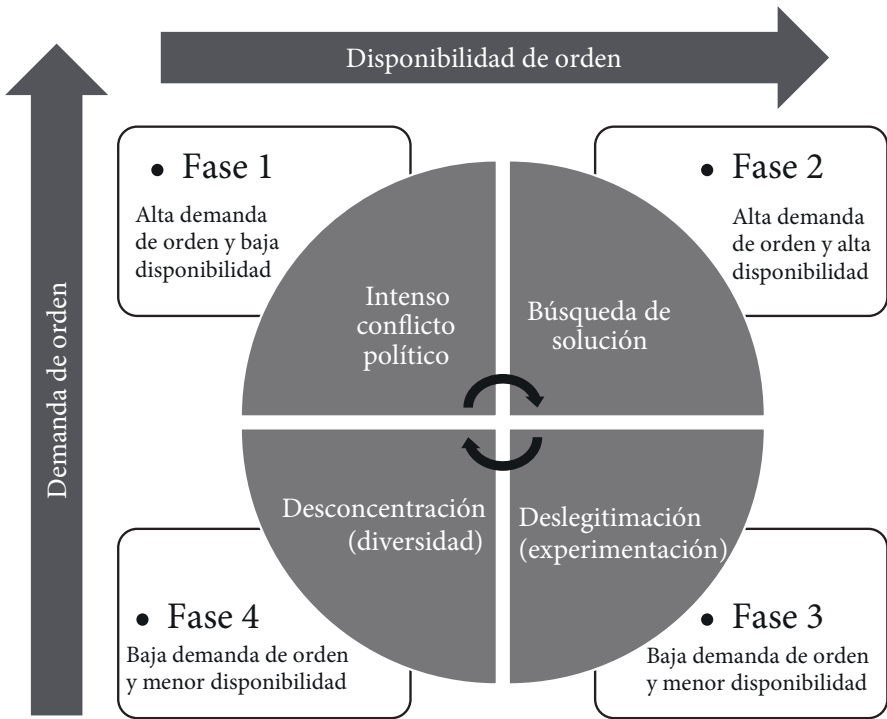 Disponibilidad de orden
Demanda de orden
• Fase 1
Alta demanda
de orden y baja
disponibilidad
• Fase 2
Alta demanda
de orden y alta
disponibilidad
Intenso
conflicto
político
Búsqueda de
solución
Desconcentración
(diversidad)
Deslegitimación
(experimentación)
• Fase 4
Baja demanda de orden
y menor disponibilidad
• Fase 3
Baja demanda de orden
y menor disponibilidad